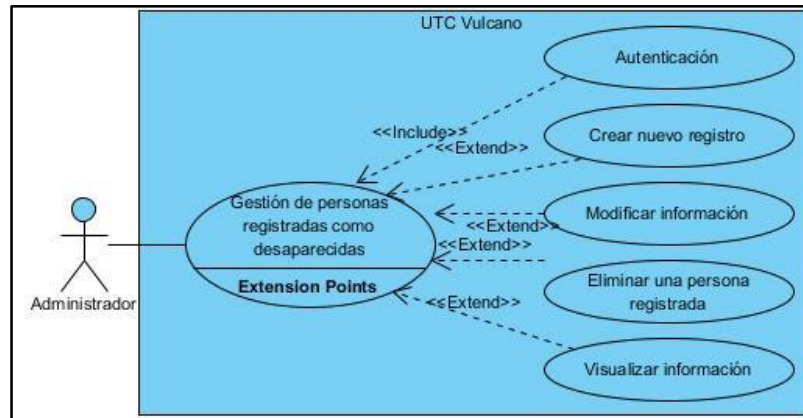 UTC Vulcano
Autenticación
<<Include>>
Crear nuevo registro
<<Extend>>
Gestión de personas
registradas como
desaparecidas
Extension Points
Modificar información
<<Extend>>
<<Extend>>
Administrador
Eliminar una persona
registrada
<<Extend>>
Visualizar información